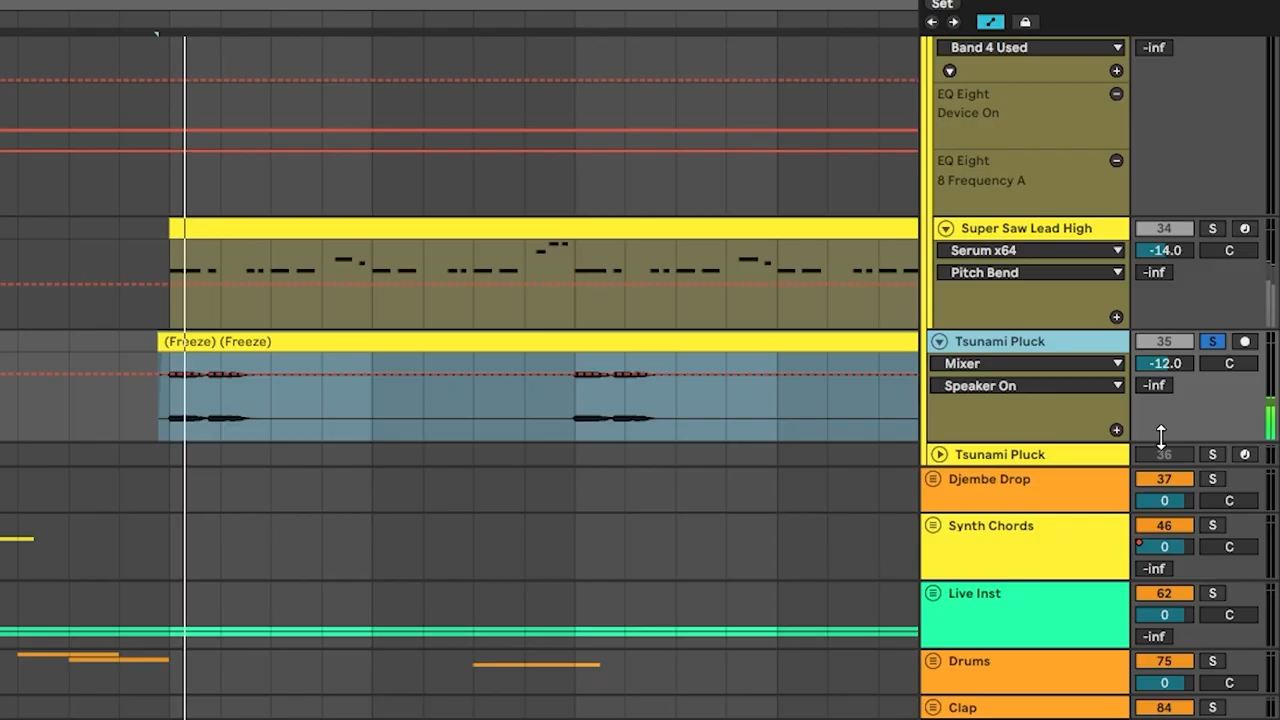 Set
Band 4 Used -inf
EQ Eight
Device On
EQ Eight
8 Frequency A
Super Saw Lead High 34 S
Serum x64 -14.0 C
Pitch Bend -inf
(Freeze) (Freeze) Tsunami Pluck 35 S
Mixer -12.0 C
Speaker On -inf
Tsunami Pluck 36 S
Djembe Drop 37 S
0 C
Synth Chords 46 S
0 C
-inf
Live Inst 62 S
0 C
-inf
Drums 75 S
0 C
Clap 84 S